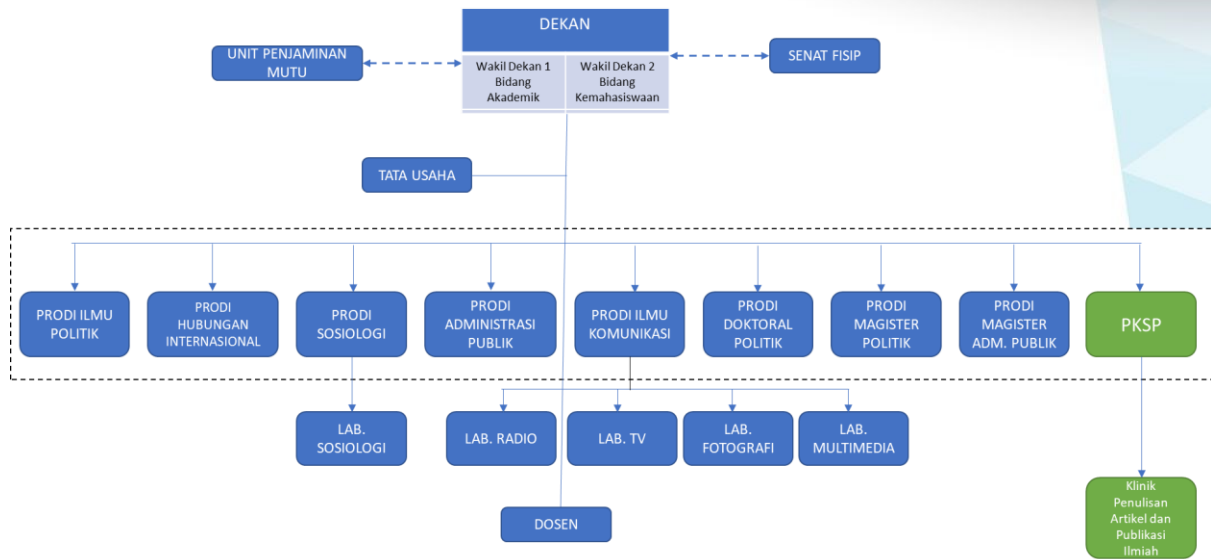 DEKAN
UNIT PENJAMINAN
MUTU
Wakil Dekan 1
Bidang
Akademik
Wakil Dekan 2
Bidang
Kemahasiswaan
SENAT FISIP
TATA USAHA
PRODI ILMU
POLITIK
PRODI
HUBUNGAN
INTERNASIONAL
PRODI
SOSIOLOGI
PRODI
ADMINISTRASI
PUBLIK
PRODI ILMU
KOMUNIKASI
PRODI
DOKTORAL
POLITIK
PRODI
MAGISTER
POLITIK
PRODI
MAGISTER
ADM. PUBLIK
PKSP
LAB.
SOSIOLOGI
LAB. RADIO
LAB. TV
LAB.
FOTOGRAFI
LAB.
MULTIMEDIA
DOSEN
Klinik
Penulisan
Artikel dan
Publikasi
Ilmiah